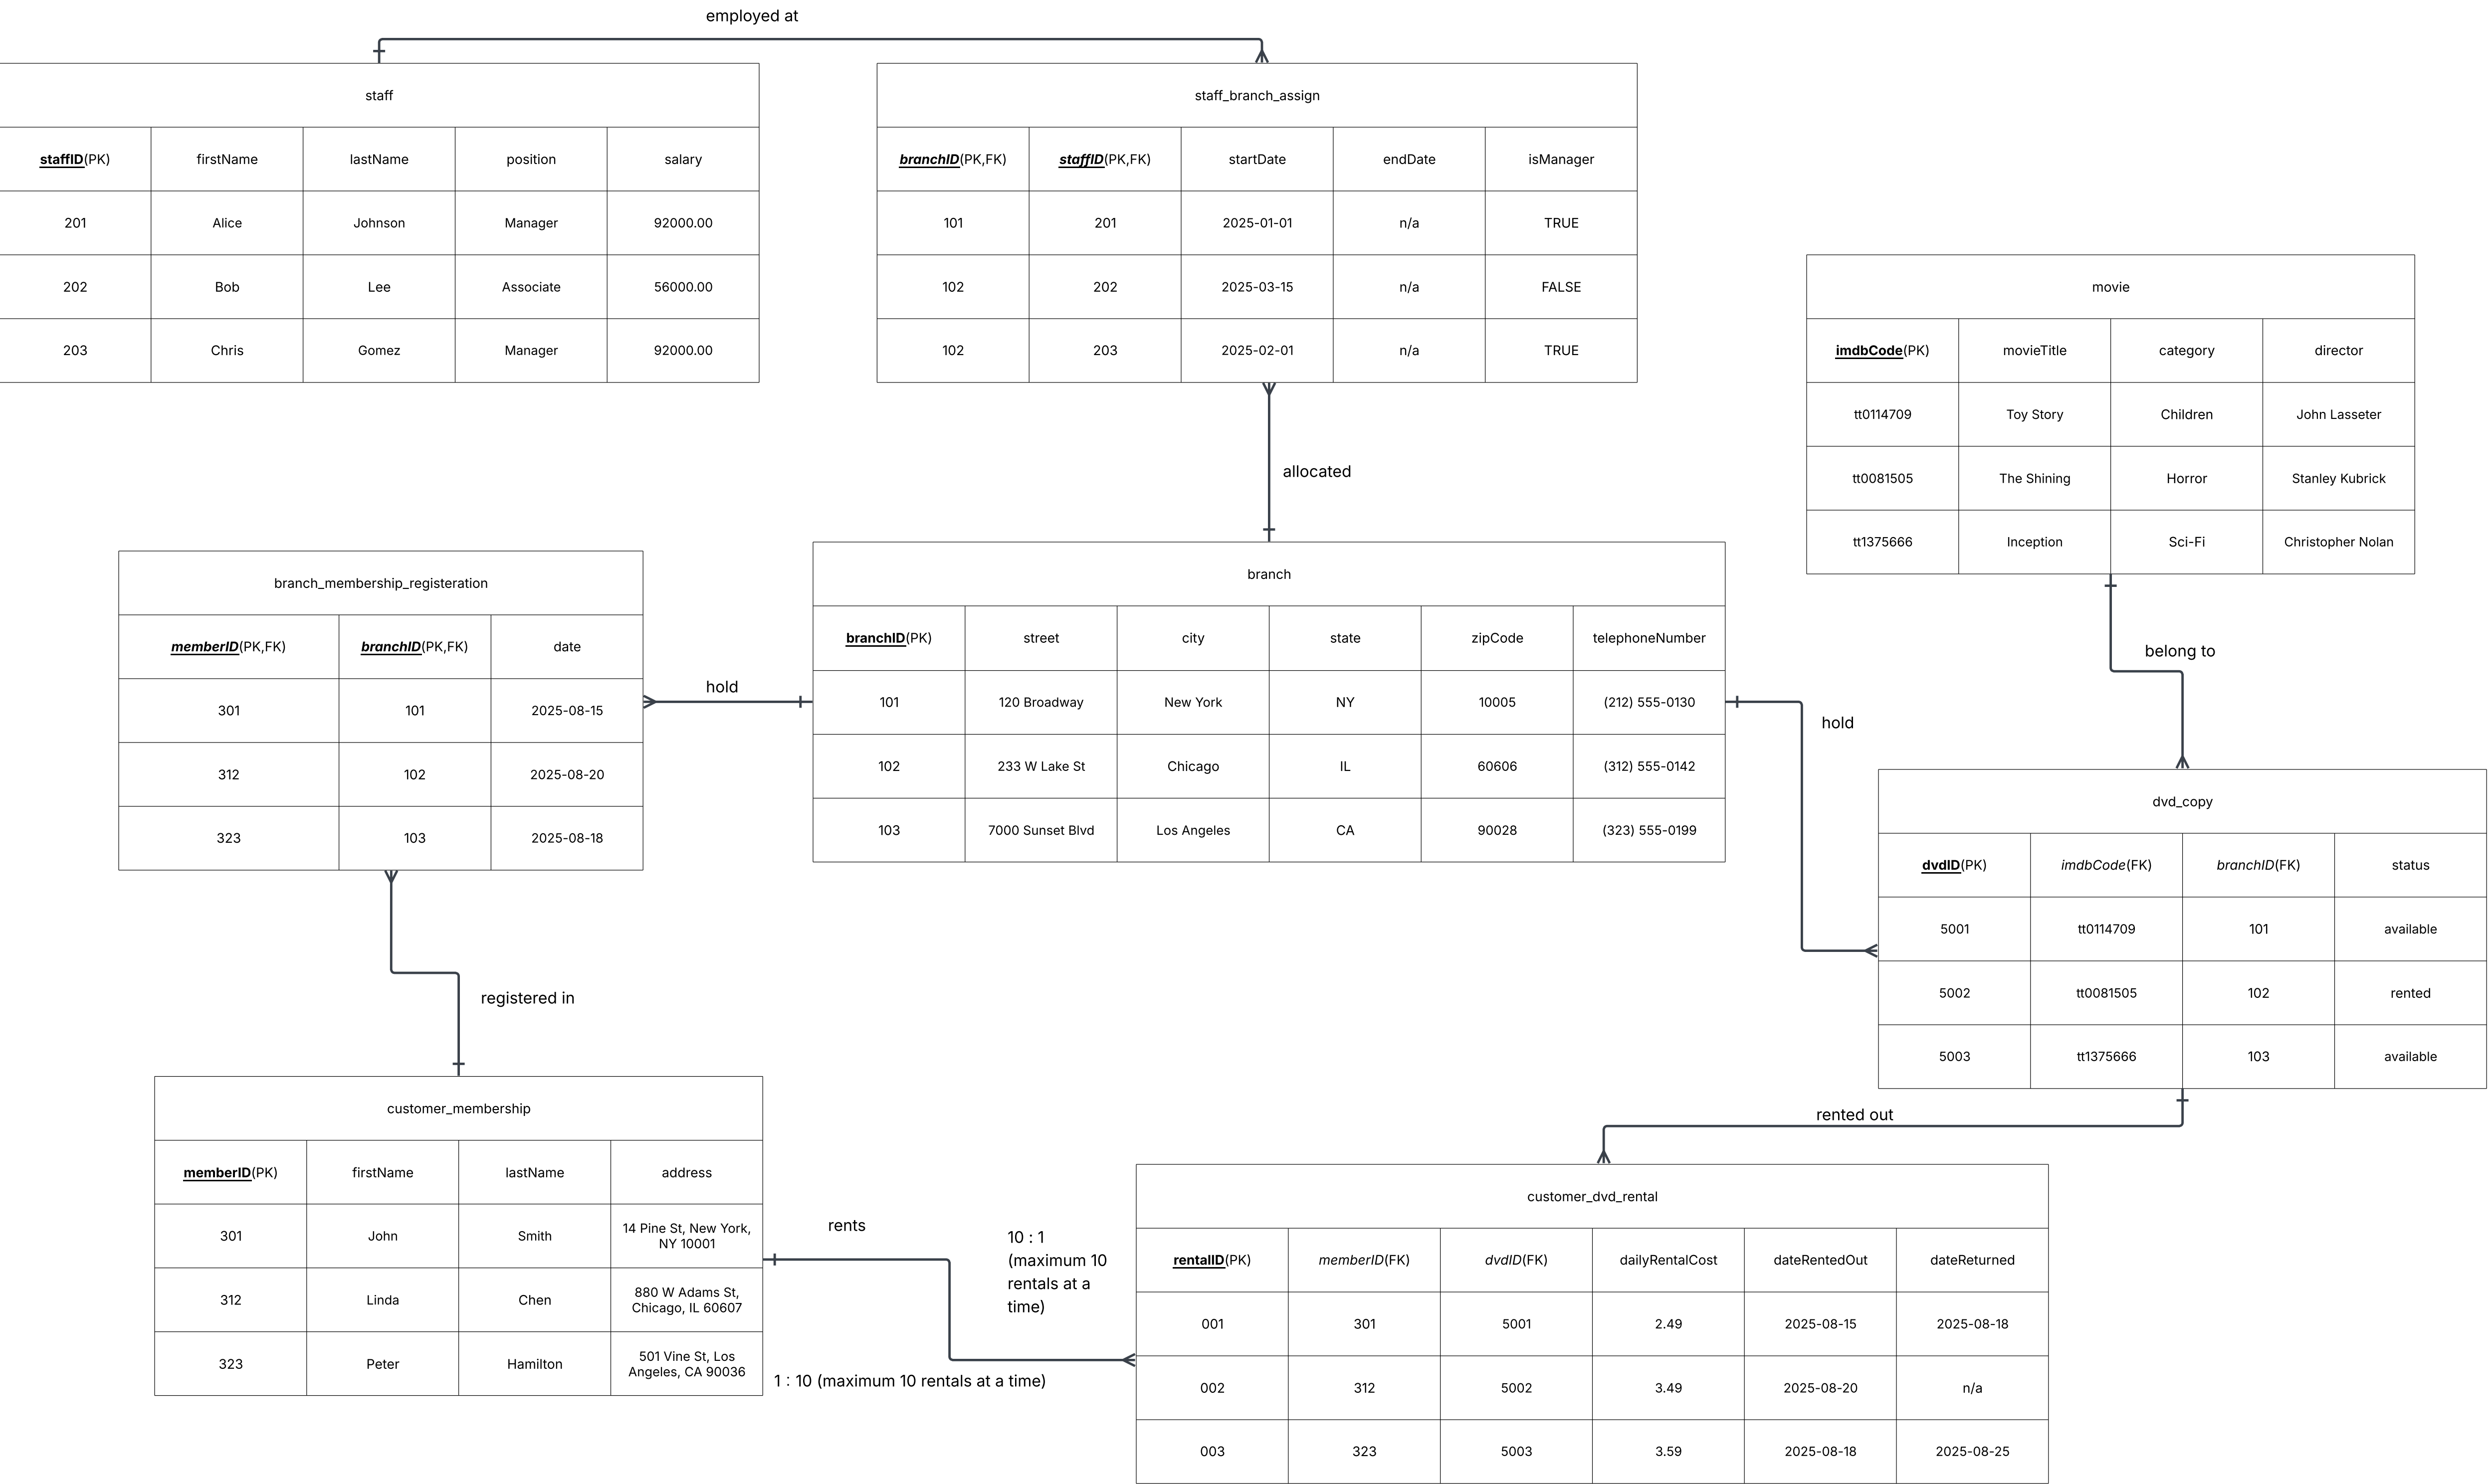 employed at
staff
staffID(PK) firstName lastName position salary
201 Alice Johnson Manager 92000.00
202 Bob Lee Associate 56000.00
203 Chris Gomez Manager 92000.00
staff_branch_assign
branchID(PK,FK) staffID(PK,FK) startDate endDate isManager
101 201 2025-01-01 n/a TRUE
102 202 2025-03-15 n/a FALSE
102 203 2025-02-01 n/a TRUE
movie
imdbCode(PK) movieTitle category director
tt0114709 Toy Story Children John Lasseter
tt0081505 The Shining Horror Stanley Kubrick
tt1375666 Inception Sci-Fi Christopher Nolan
allocated
branch_membership_registeration
memberID(PK,FK) branchID(PK,FK) date
301 101 2025-08-15
312 102 2025-08-20
323 103 2025-08-18
hold
branch
branchID(PK) street city state zipCode telephoneNumber
101 120 Broadway New York NY 10005 (212) 555-0130
102 233 W Lake St Chicago IL 60606 (312) 555-0142
103 7000 Sunset Blvd Los Angeles CA 90028 (323) 555-0199
hold
belong to
dvd_copy
dvdID(PK) imdbCode(FK) branchID(FK) status
5001 tt0114709 101 available
5002 tt0081505 102 rented
5003 tt1375666 103 available
registered in
customer_membership
memberID(PK) firstName lastName address
301 John Smith 14 Pine St, New York,
NY 10001
312 Linda Chen 880 W Adams St,
Chicago, IL 60607
323 Peter Hamilton 501 Vine St, Los
Angeles, CA 90036
rents
10 : 1
(maximum 10
rentals at a
time)
1 : 10 (maximum 10 rentals at a time)
rented out
customer_dvd_rental
rentalID(PK) memberID(FK) dvdID(FK) dailyRentalCost dateRentedOut dateReturned
001 301 5001 2.49 2025-08-15 2025-08-18
002 312 5002 3.49 2025-08-20 n/a
003 323 5003 3.59 2025-08-18 2025-08-25